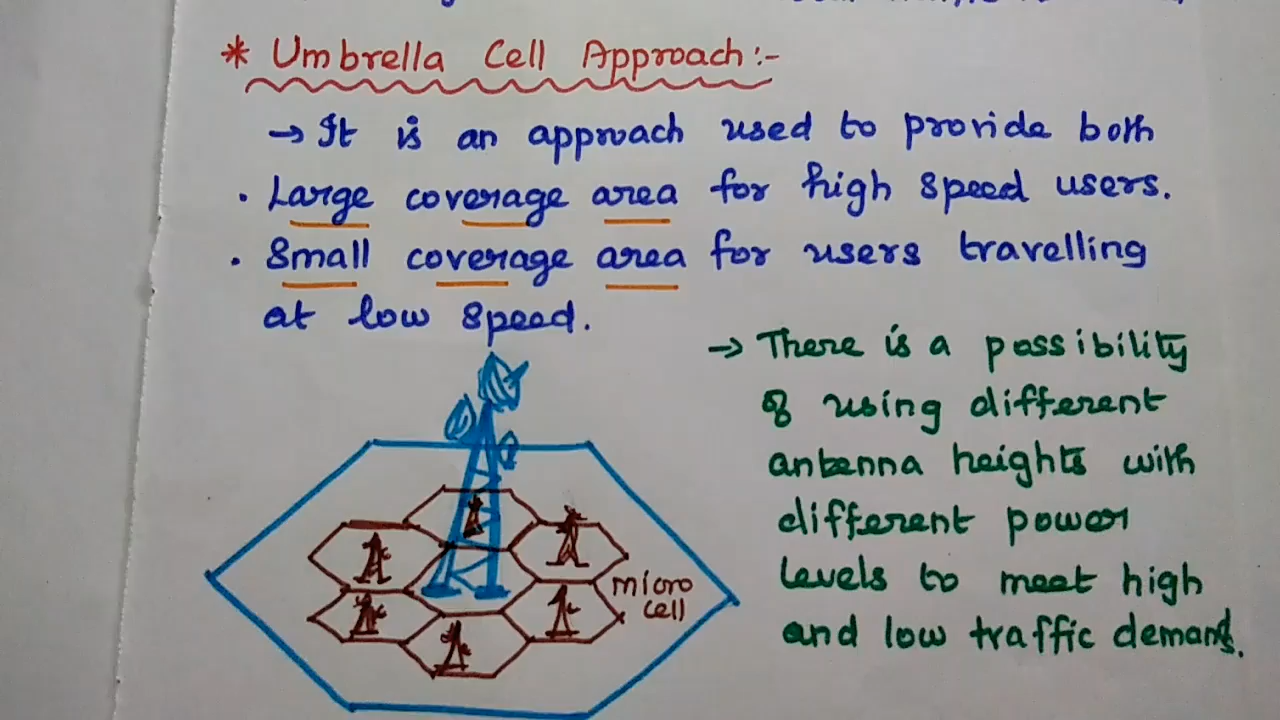 * Umbrella Cell Approach:-
→ It is an approach used to provide both
. Large coverage area for high speed users.
. Small coverage area for users travelling
at low speed.
→ There is a possibility
of using different
antenna heights with
different power
levels to meet high
and low traffic demands.
micro
cell